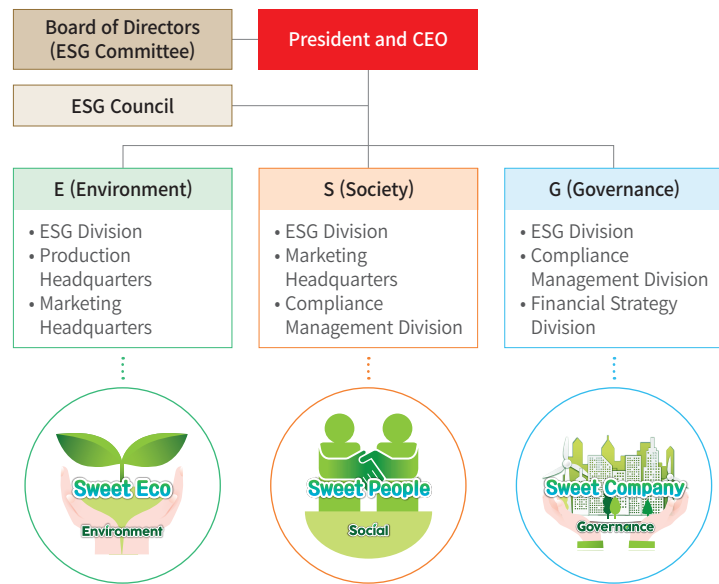 Board of Directors
(ESG Committee)
President and CEO
ESG Council
E (Environment)
• ESG Division
• Production
Headquarters
• Marketing
Headquarters
S (Society)
• ESG Division
• Marketing
Headquarters
• Compliance
Management Division
G (Governance)
• ESG Division
• Compliance
Management Division
• Financial Strategy
Division
Sweet Eco
Environment
Sweet People
Social
Sweet Company
Governance